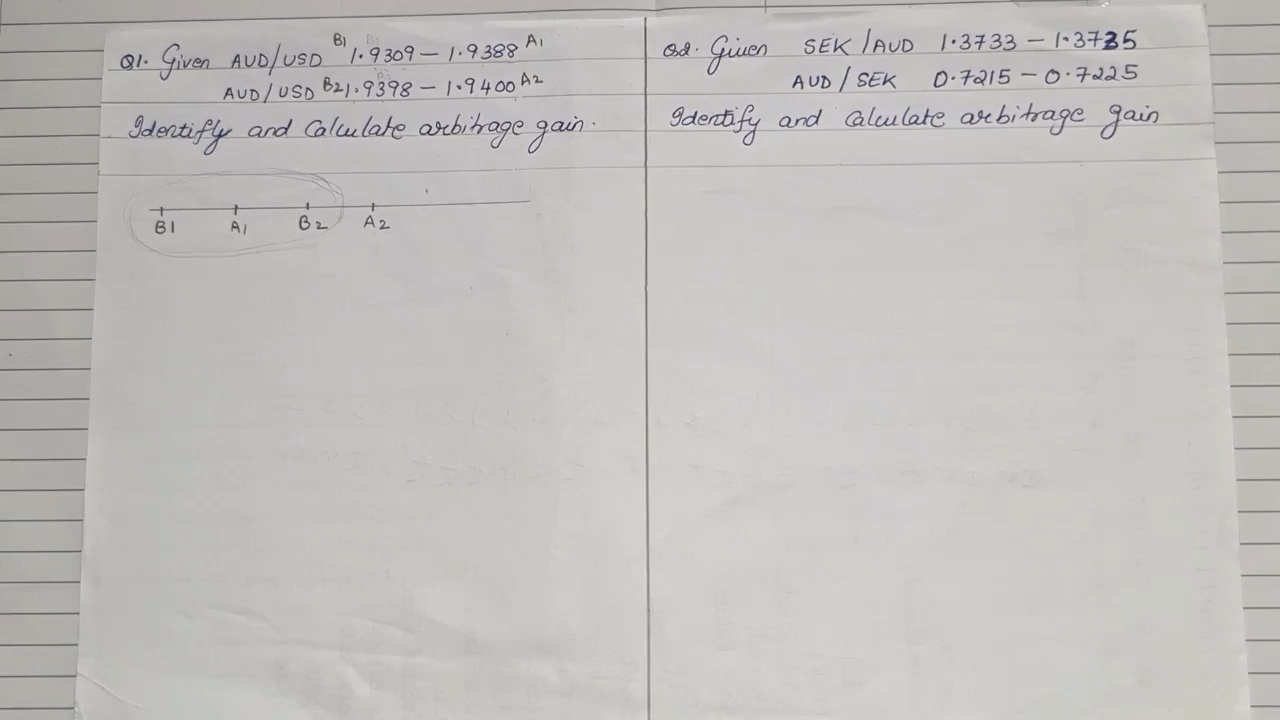 Q1. Given AUD/USD B1 1.9309 – 1.9388 A1
AUD/USD B2 1.9398 – 1.9400 A2
Identifly and Calculate arbitrage gain.
B1 A1 B2 A2
Q2. Given SEK/AUD 1.3733 – 1.3735
AUD/SEK 0.7215 – 0.7225
Identify and Calculate arbitrage gain